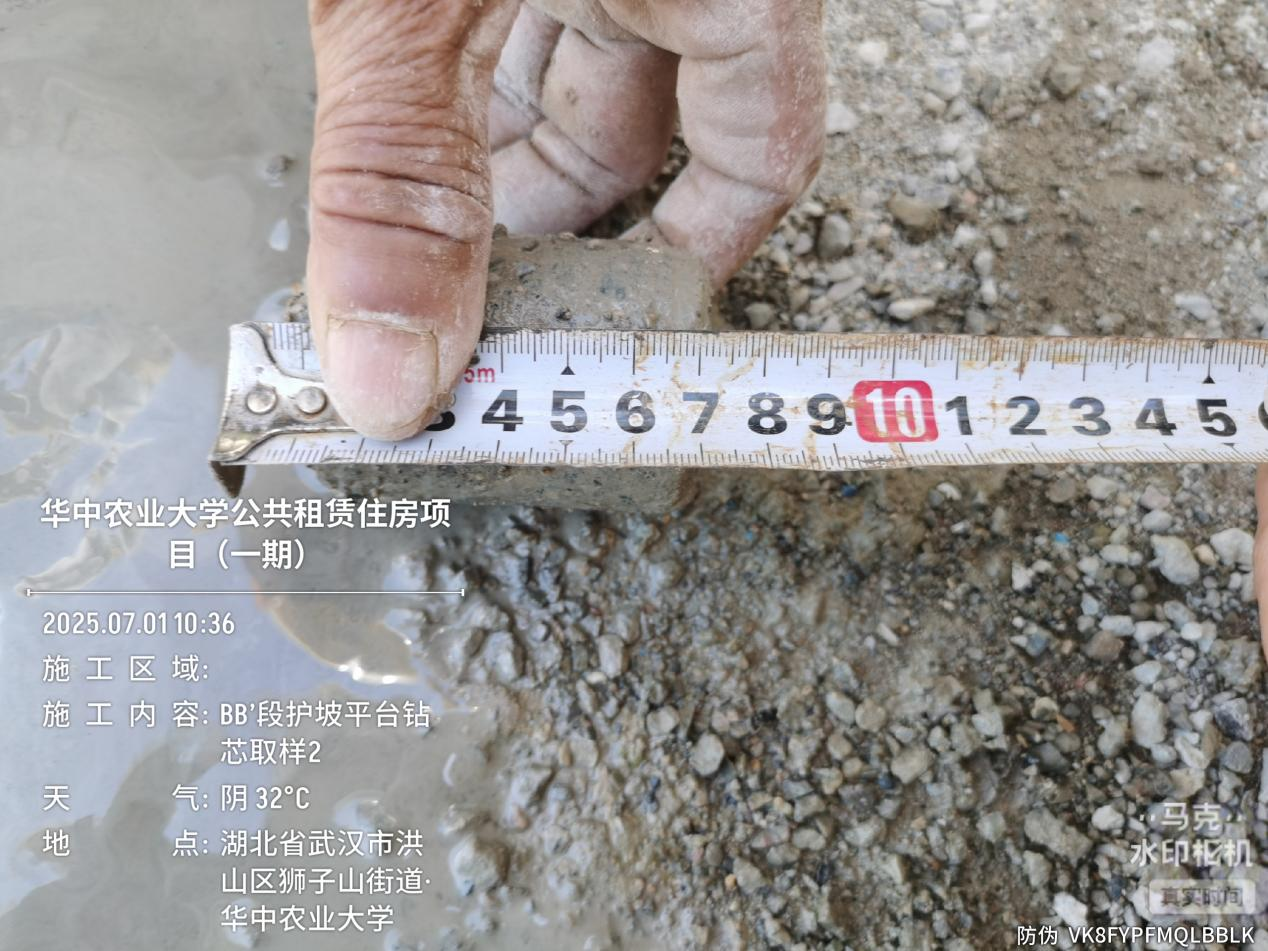 5m
3 4 5 6 7 8 9 10 1 2 3 4 5
华中农业大学公共租赁住房项
目（一期）
2025.07.01 10:36
施工区域:
施工内容: BB'段护坡平台钻
芯取样2
天气: 阴 32°C
地点: 湖北省武汉市洪
山区狮子山街道·
华中农业大学
马克
水印相机
真实时间
防伪 VK8FYPFMQLBBLK